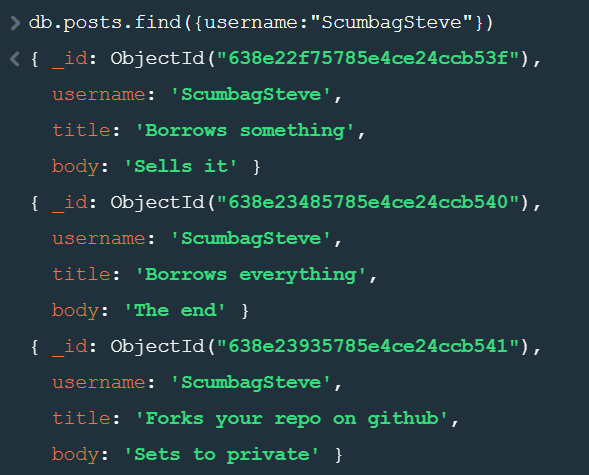 > db.posts.find({username:"ScumbagSteve"})
< { _id: ObjectId("638e22f75785e4ce24ccb53f"),
username: 'ScumbagSteve',
title: 'Borrows something',
body: 'Sells it' }
{ _id: ObjectId("638e23485785e4ce24ccb540"),
username: 'ScumbagSteve',
title: 'Borrows everything',
body: 'The end' }
{ _id: ObjectId("638e23935785e4ce24ccb541"),
username: 'ScumbagSteve',
title: 'Forks your repo on github',
body: 'Sets to private' }